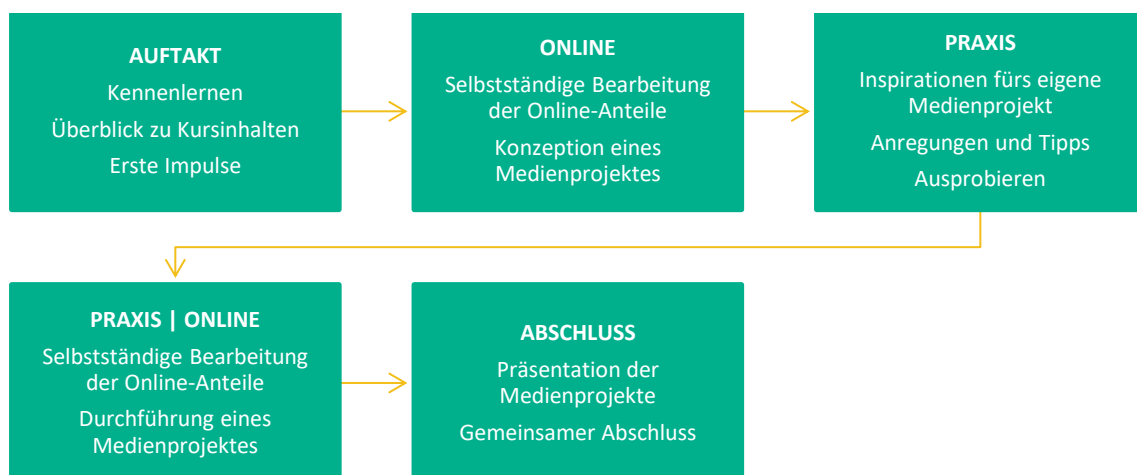 AUFTAKT
Kennenlernen
Überblick zu Kursinhalten
Erste Impulse
ONLINE
Selbstständige Bearbeitung
der Online-Anteile
Konzeption eines
Medienprojektes
PRAXIS
Inspirationen fürs eigene
Medienprojekt
Anregungen und Tipps
Ausprobieren
PRAXIS | ONLINE
Selbstständige Bearbeitung
der Online-Anteile
Durchführung eines
Medienprojektes
ABSCHLUSS
Präsentation der
Medienprojekte
Gemeinsamer Abschluss